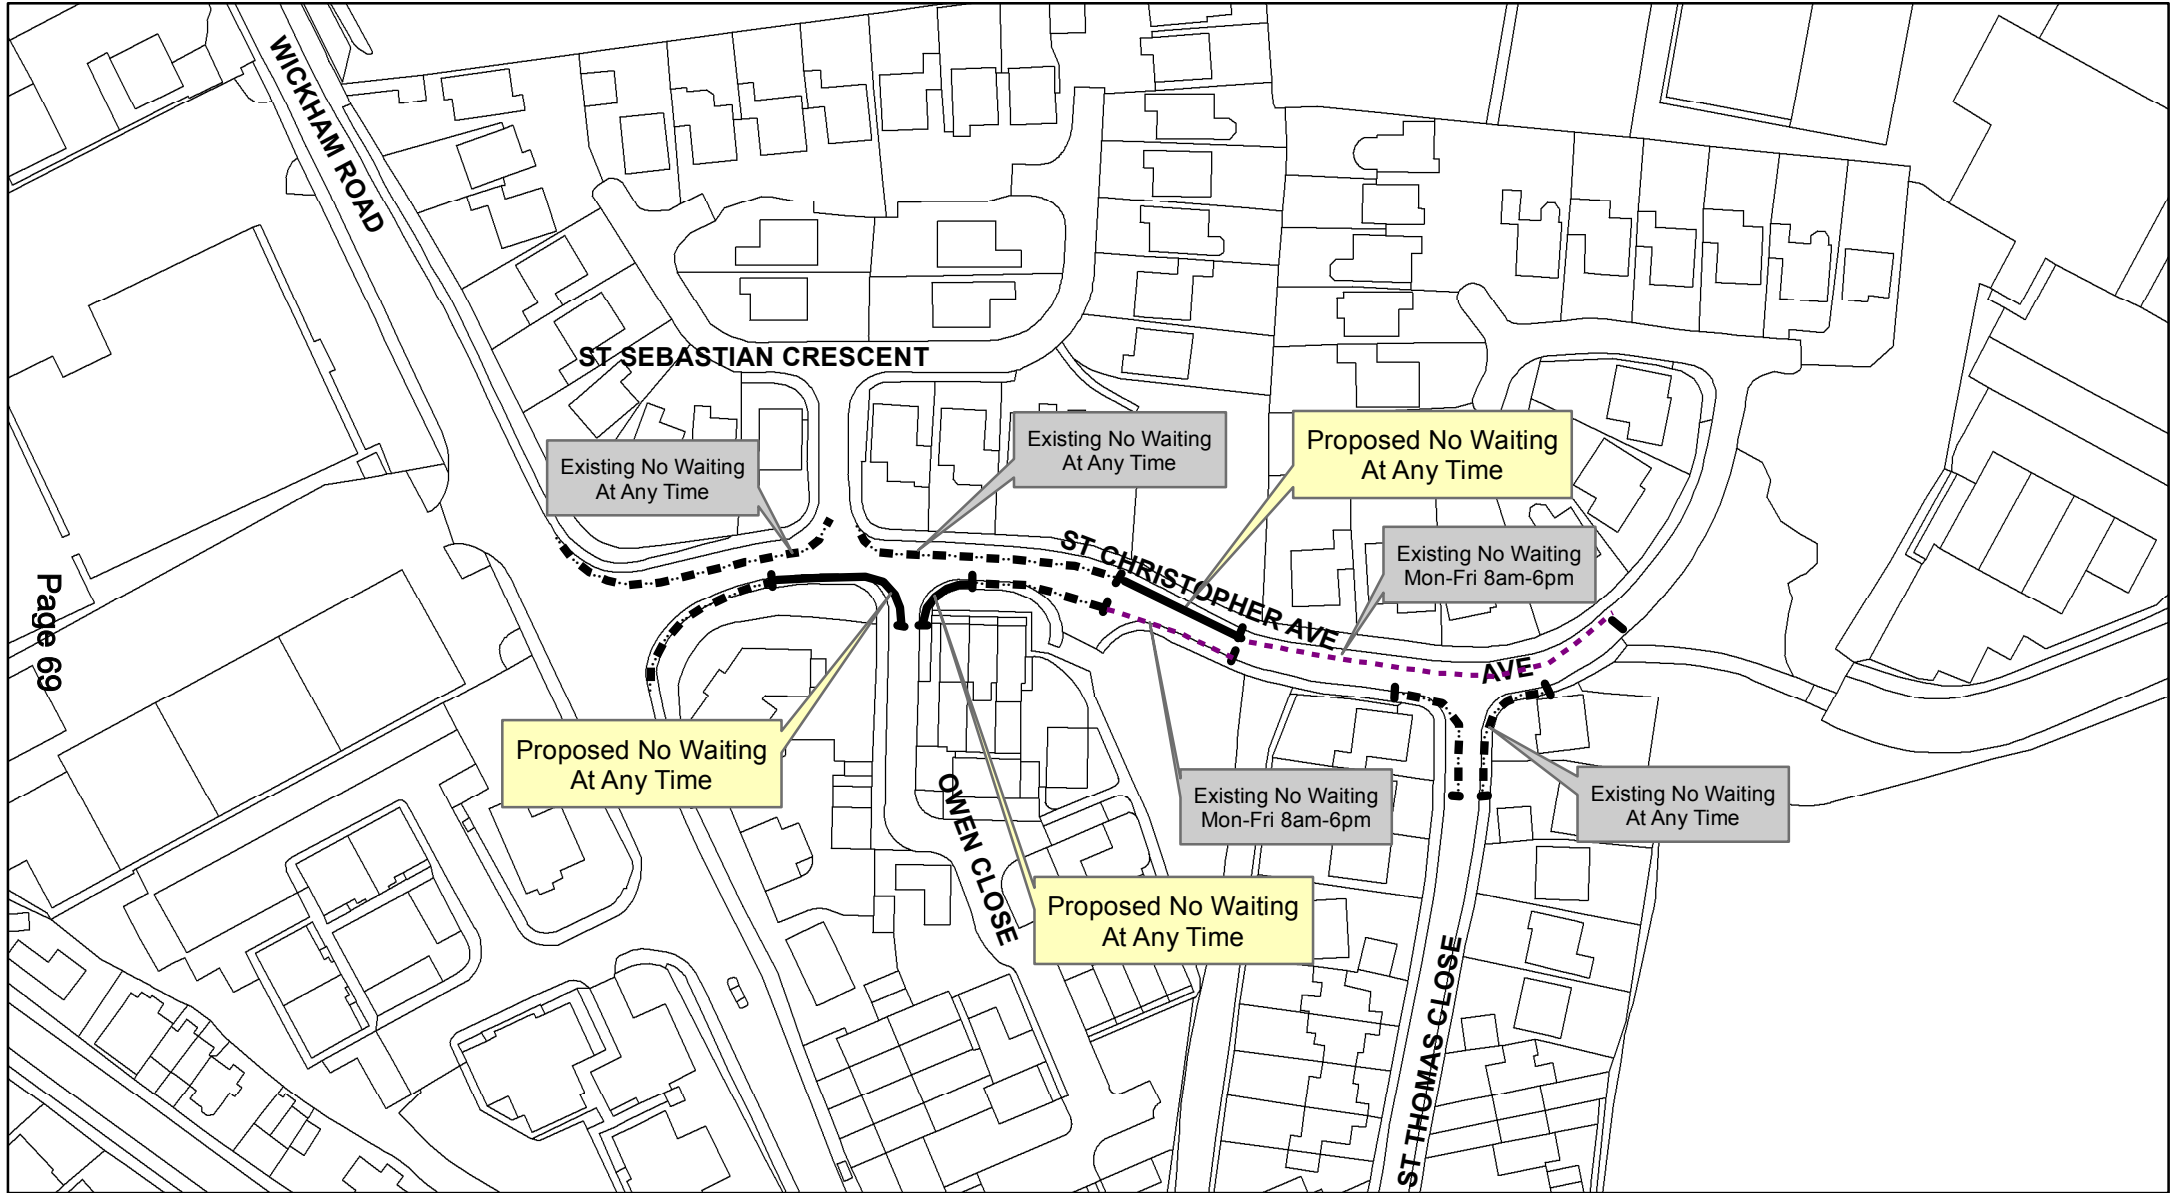 WICKHAM ROAD
ST SEBASTIAN CRESCENT
Existing No Waiting
At Any Time
Existing No Waiting
At Any Time
Proposed No Waiting
At Any Time
ST CHRISTOPHER AVE
Existing No Waiting
Mon-Fri 8am-6pm
Page 69
AVE
Proposed No Waiting
At Any Time
OWEN CLOSE
Existing No Waiting
Mon-Fri 8am-6pm
Existing No Waiting
At Any Time
Proposed No Waiting
At Any Time
ST THOMAS CLOSE